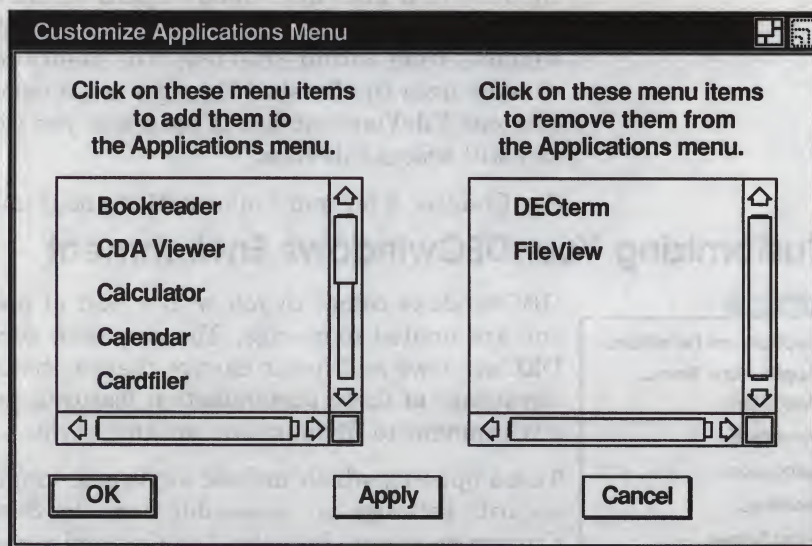 Customize Applications Menu
Click on these menu items
to add them to
the Applications menu.
Bookreader
CDA Viewer
Calculator
Calendar
Cardfiler
Click on these menu items
to remove them from
the Applications menu.
DECterm
FileView
OK
Apply
Cancel